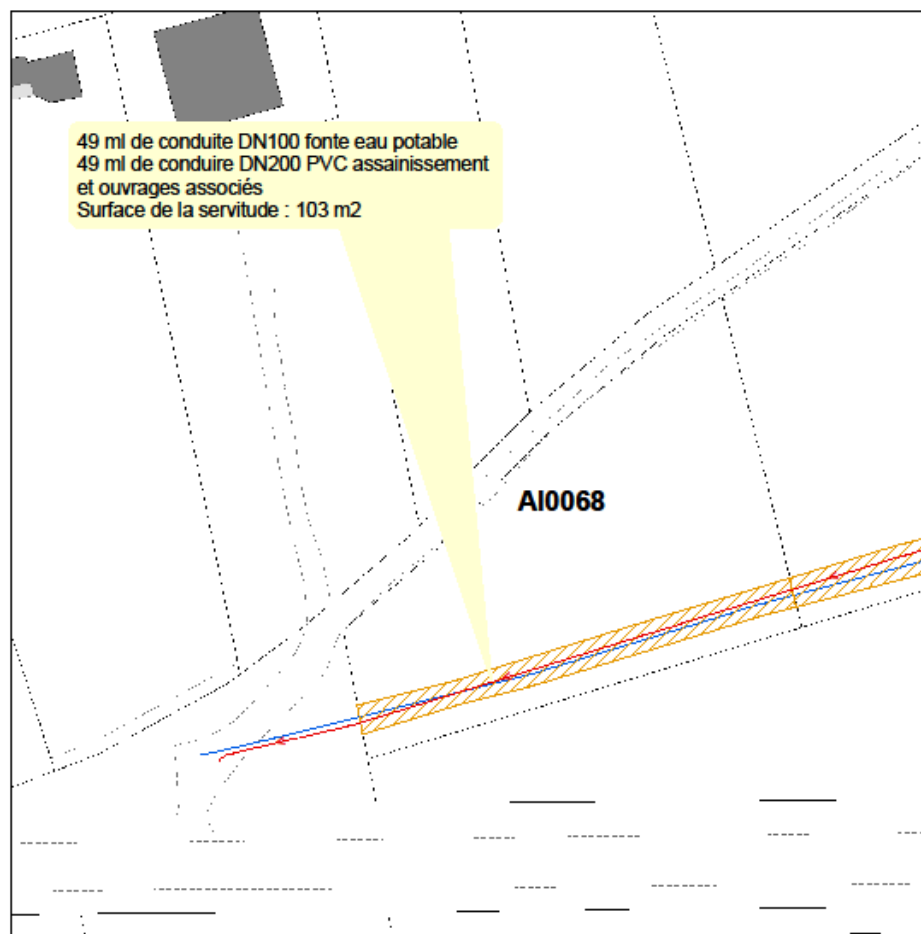 49 ml de conduite DN100 fonte eau potable
49 ml de conduire DN200 PVC assainissement
et ouvrages associés
Surface de la servitude : 103 m2
AI0068